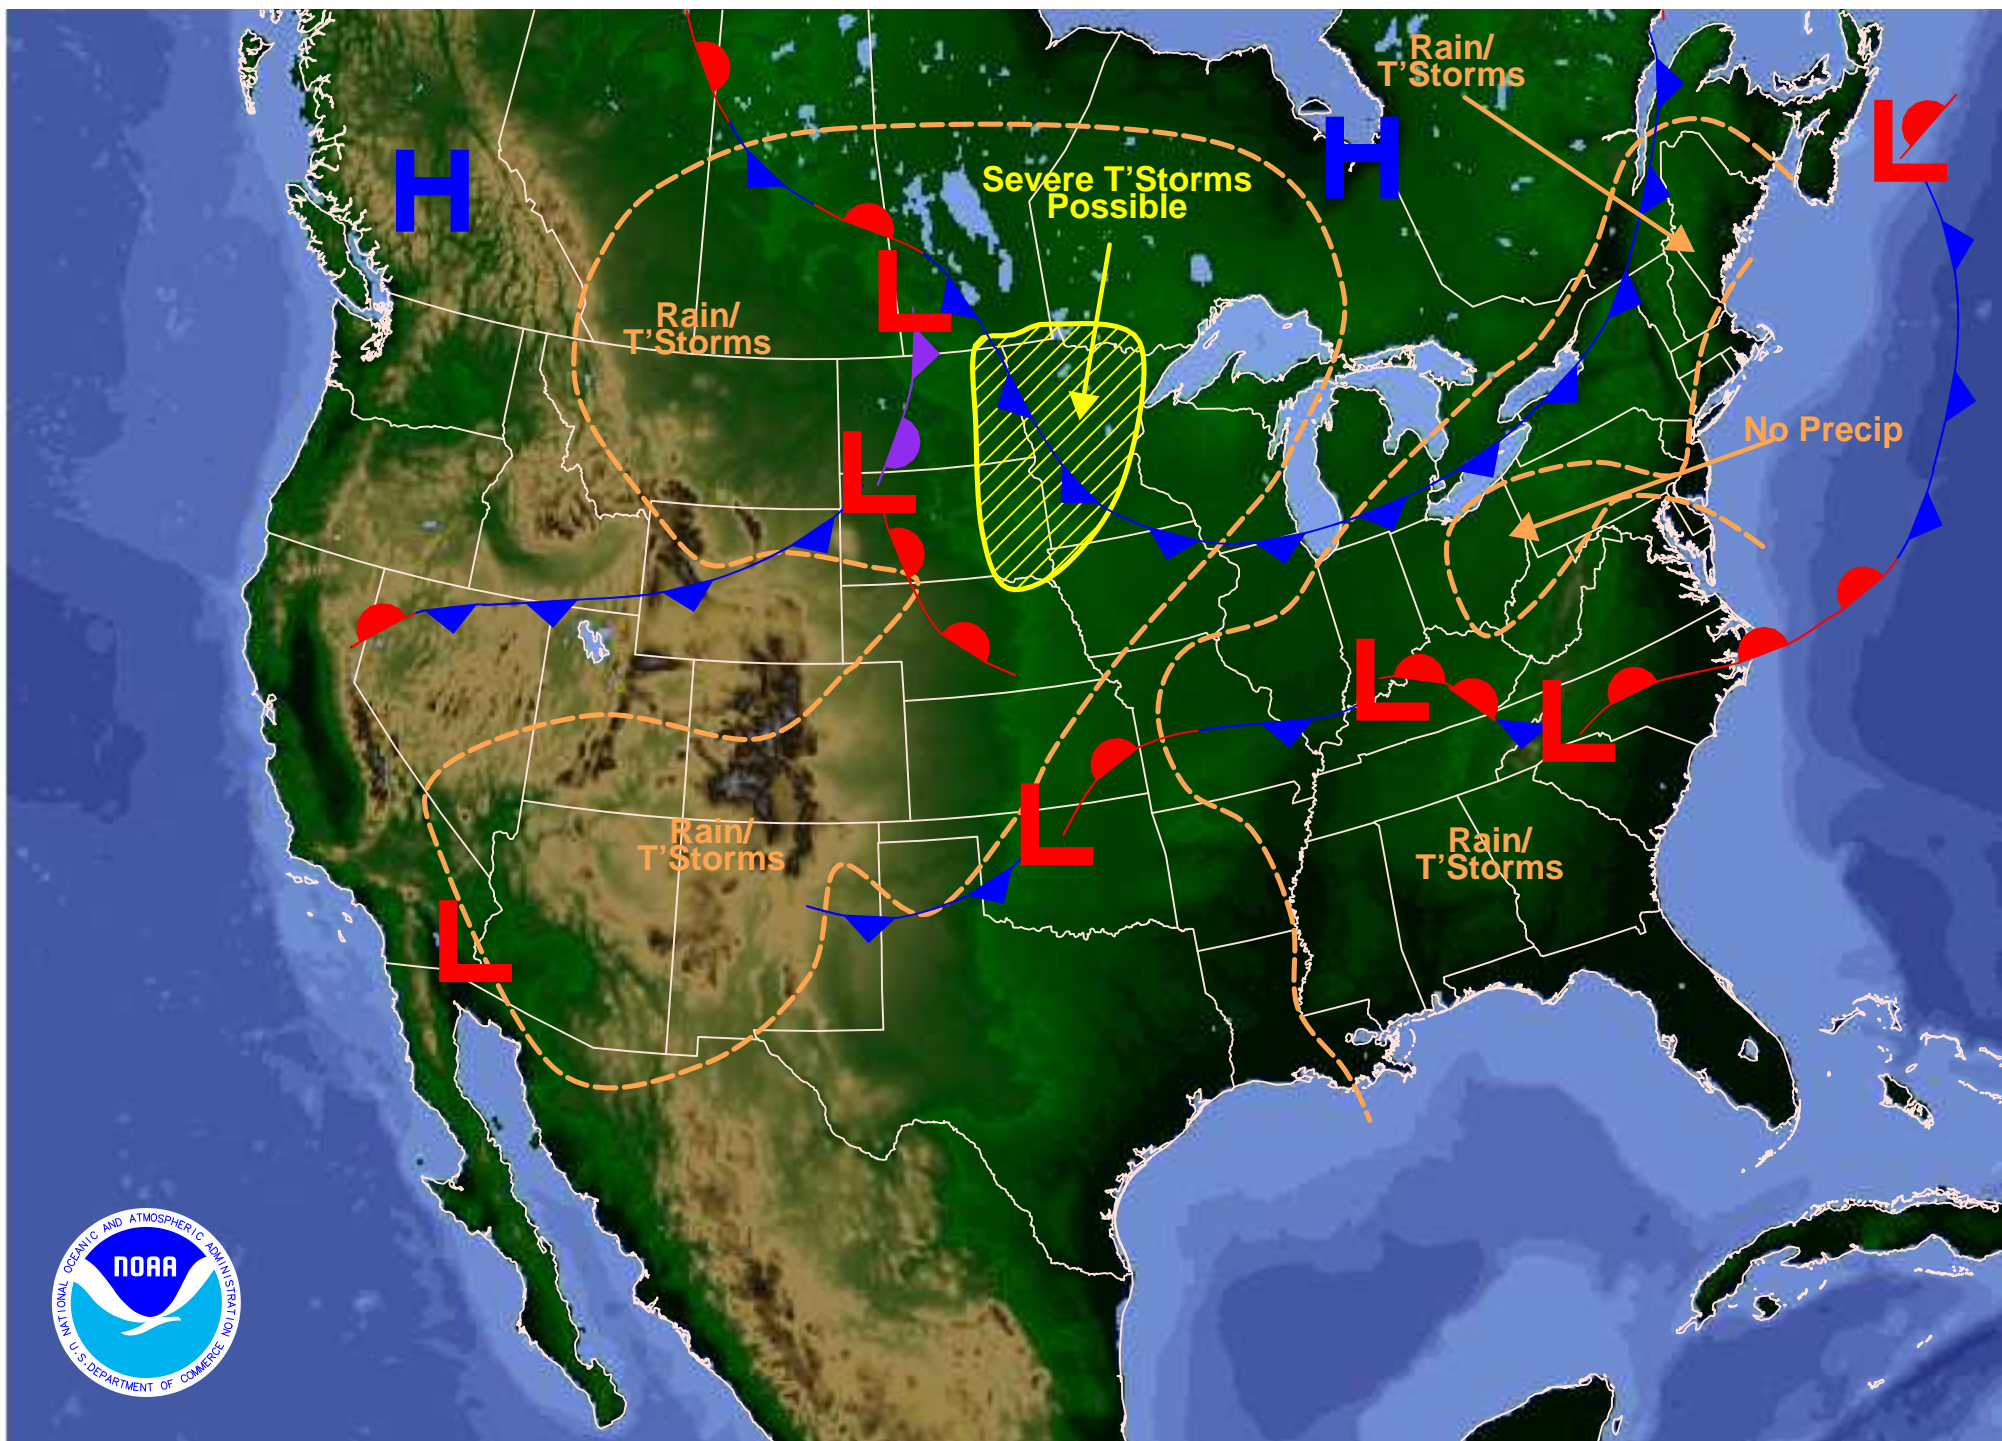 Rain/
T'Storms
H
H
L
Severe T'Storms
Possible
L
Rain/
T'Storms
No Precip
L
L
L
L
Rain/
T'Storms
Rain/
T'Storms
L
NATIONAL OCEANIC AND ATMOSPHERIC ADMINISTRATION
NOAA
U.S. DEPARTMENT OF COMMERCE